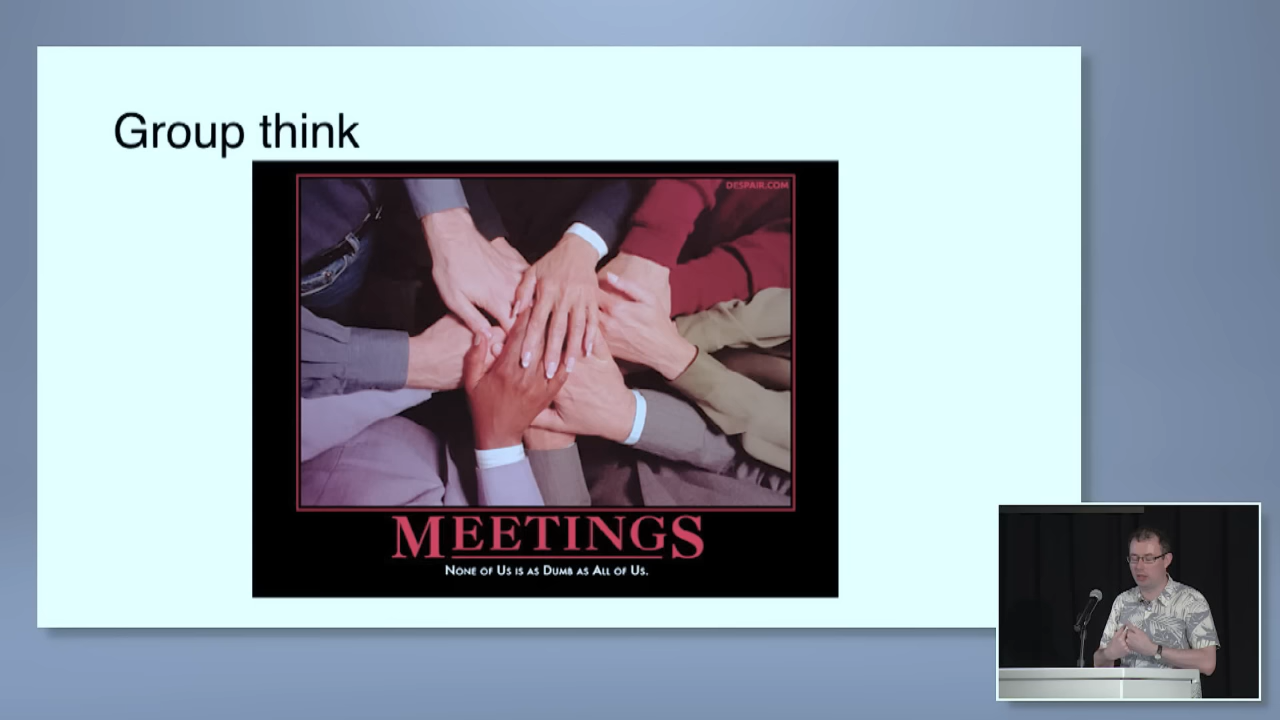 Group think
DESPAIR.COM
MEETINGS
NONE OF US IS AS DUMB AS ALL OF US.